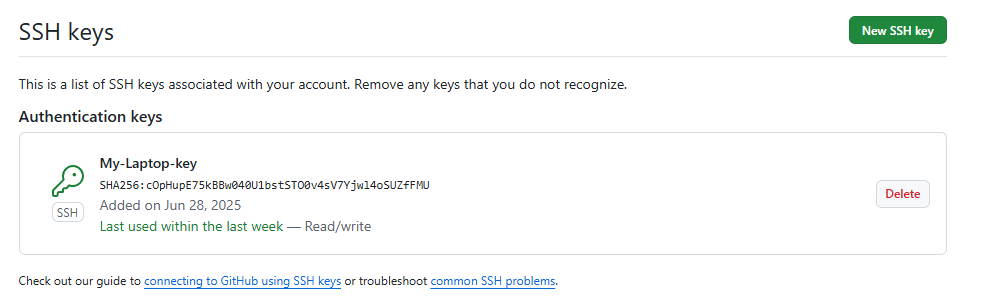 SSH keys
New SSH key
This is a list of SSH keys associated with your account. Remove any keys that you do not recognize.
Authentication keys
My-Laptop-key
SHA256:cOpHupE75kBBw040U1bstSTO0v4sV7Yjwl4oSUZfFMU
SSH
Added on Jun 28, 2025
Last used within the last week — Read/write
Delete
Check out our guide to connecting to GitHub using SSH keys or troubleshoot common SSH problems.